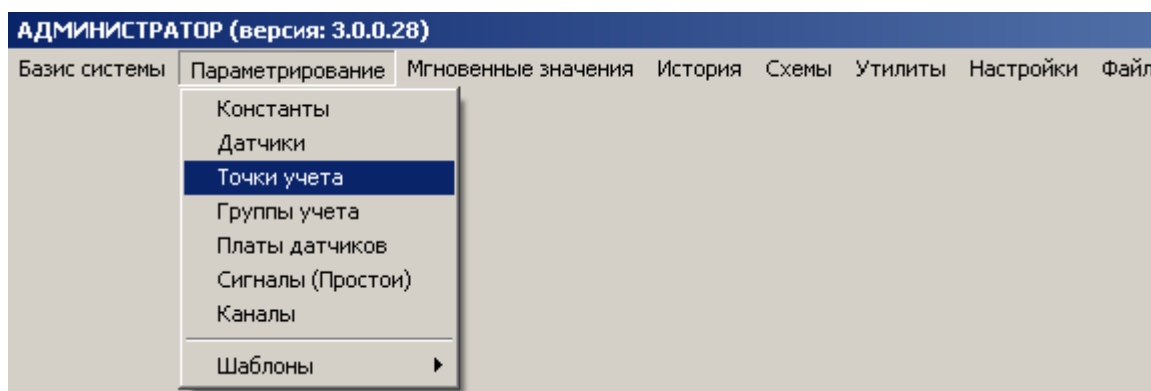 АДМИНИСТРАТОР (версия: 3.0.0.28)
Базис системы Параметрирование Мгновенные значения История Схемы Утилиты Настройки Файл
Константы
Датчики
Точки учета
Группы учета
Платы датчиков
Сигналы (Простои)
Каналы
Шаблоны